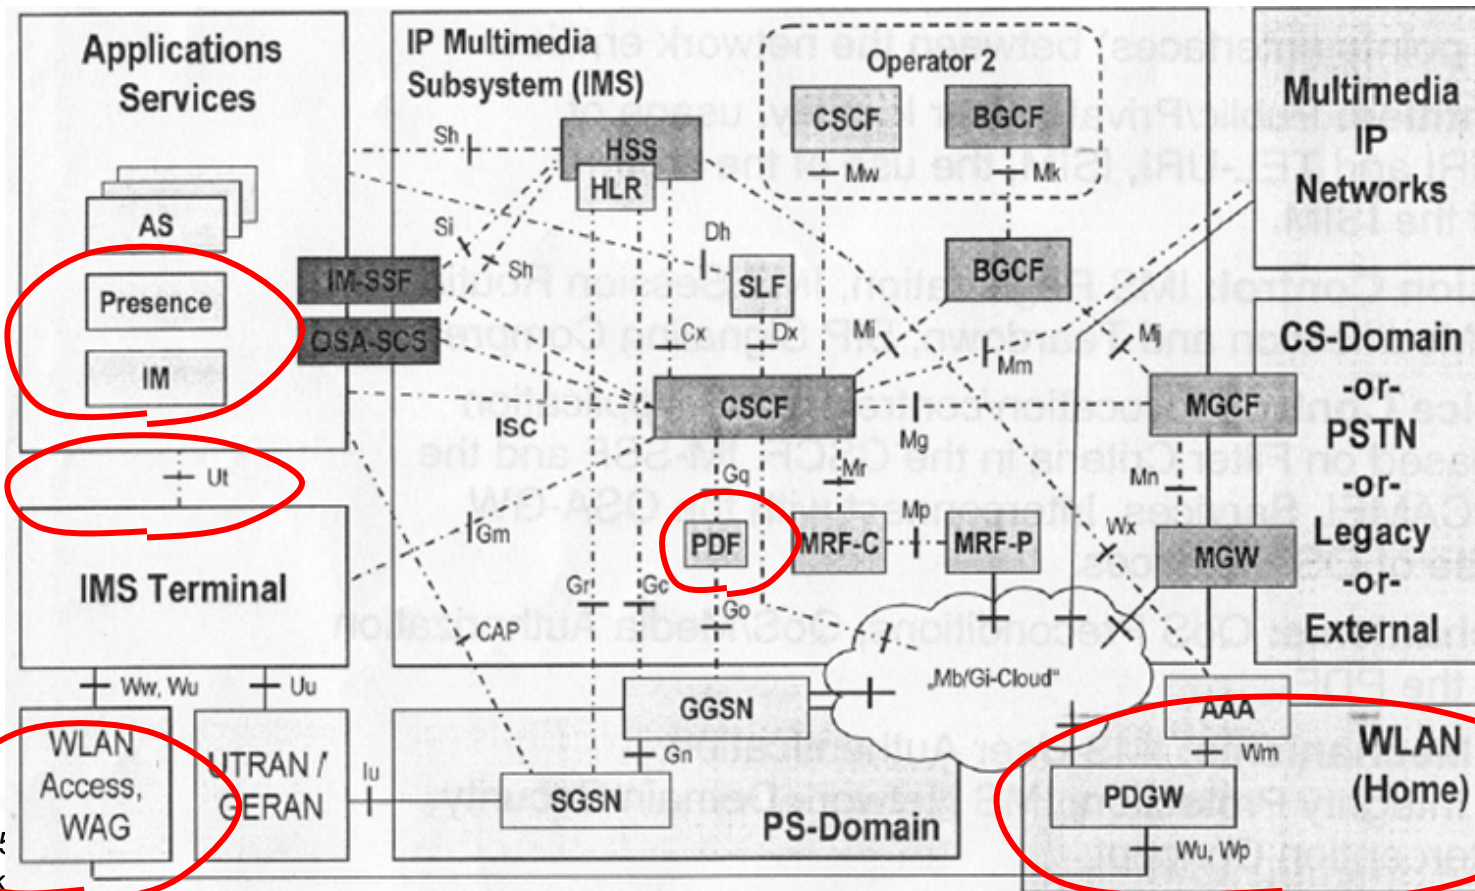 Applications
Services
AS
Presence
IM
Ut
IMS Terminal
Ww, Wu
Uu
WLAN
Access,
WAG
UTRAN /
GERAN
Iu
IP Multimedia
Subsystem (IMS)
Sh
HSS
HLR
Si
Sh
IM-SSF
OSA-SCS
ISC
Gm
CAP
Operator 2
CSCF
BGCF
Mw
Mk
Dh
SLF
BGCF
Cx
Dx
Mi
Mm
Mj
CSCF
Mg
MGCF
Gq
Mr
Mn
PDF
MRF-C
Mp
MRF-P
Wx
MGW
Gr
Gc
Go
„Mb/Gi-Cloud“
GGSN
Gn
SGSN
PS-Domain
Multimedia
IP
Networks
CS-Domain
-or-
PSTN
-or-
Legacy
-or-
External
AAA
Wm
WLAN
(Home)
PDGW
Wu, Wp